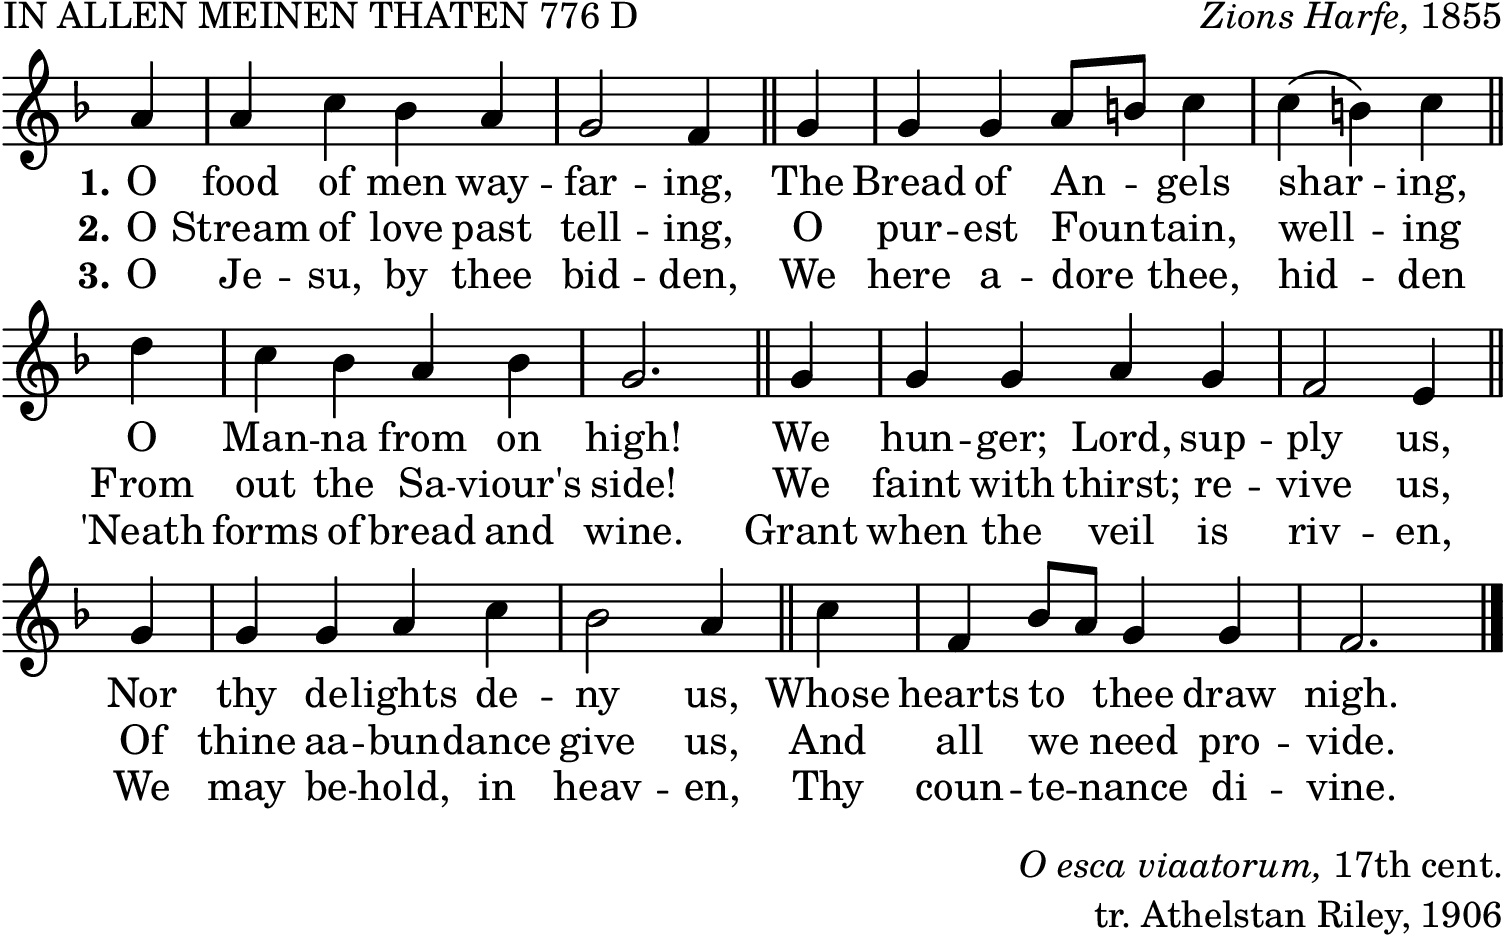 IN ALLEN MEINEN THATEN 776 D
Zions Harfe, 1855
1. O food of men way - far - ing, The Bread of An - gels shar - ing,
2. O Stream of love past tell - ing, O pur - est Foun - tain, well - ing
3. O Je - su, by thee bid - den, We here a - dore thee, hid - den
O Man - na from on high! We hun - ger; Lord, sup - ply us,
From out the Sa - viour's side! We faint with thirst; re - vive us,
'Neath forms of bread and wine. Grant when the veil is riv - en,
Nor thy delights de - ny us, Whose hearts to thee draw nigh.
Of thine aa - bundance give us, And all we need pro - vide.
We may be - hold, in heav - en, Thy coun - te - nance di - vine.
O esca viaatorum, 17th cent.
tr. Athelstan Riley, 1906